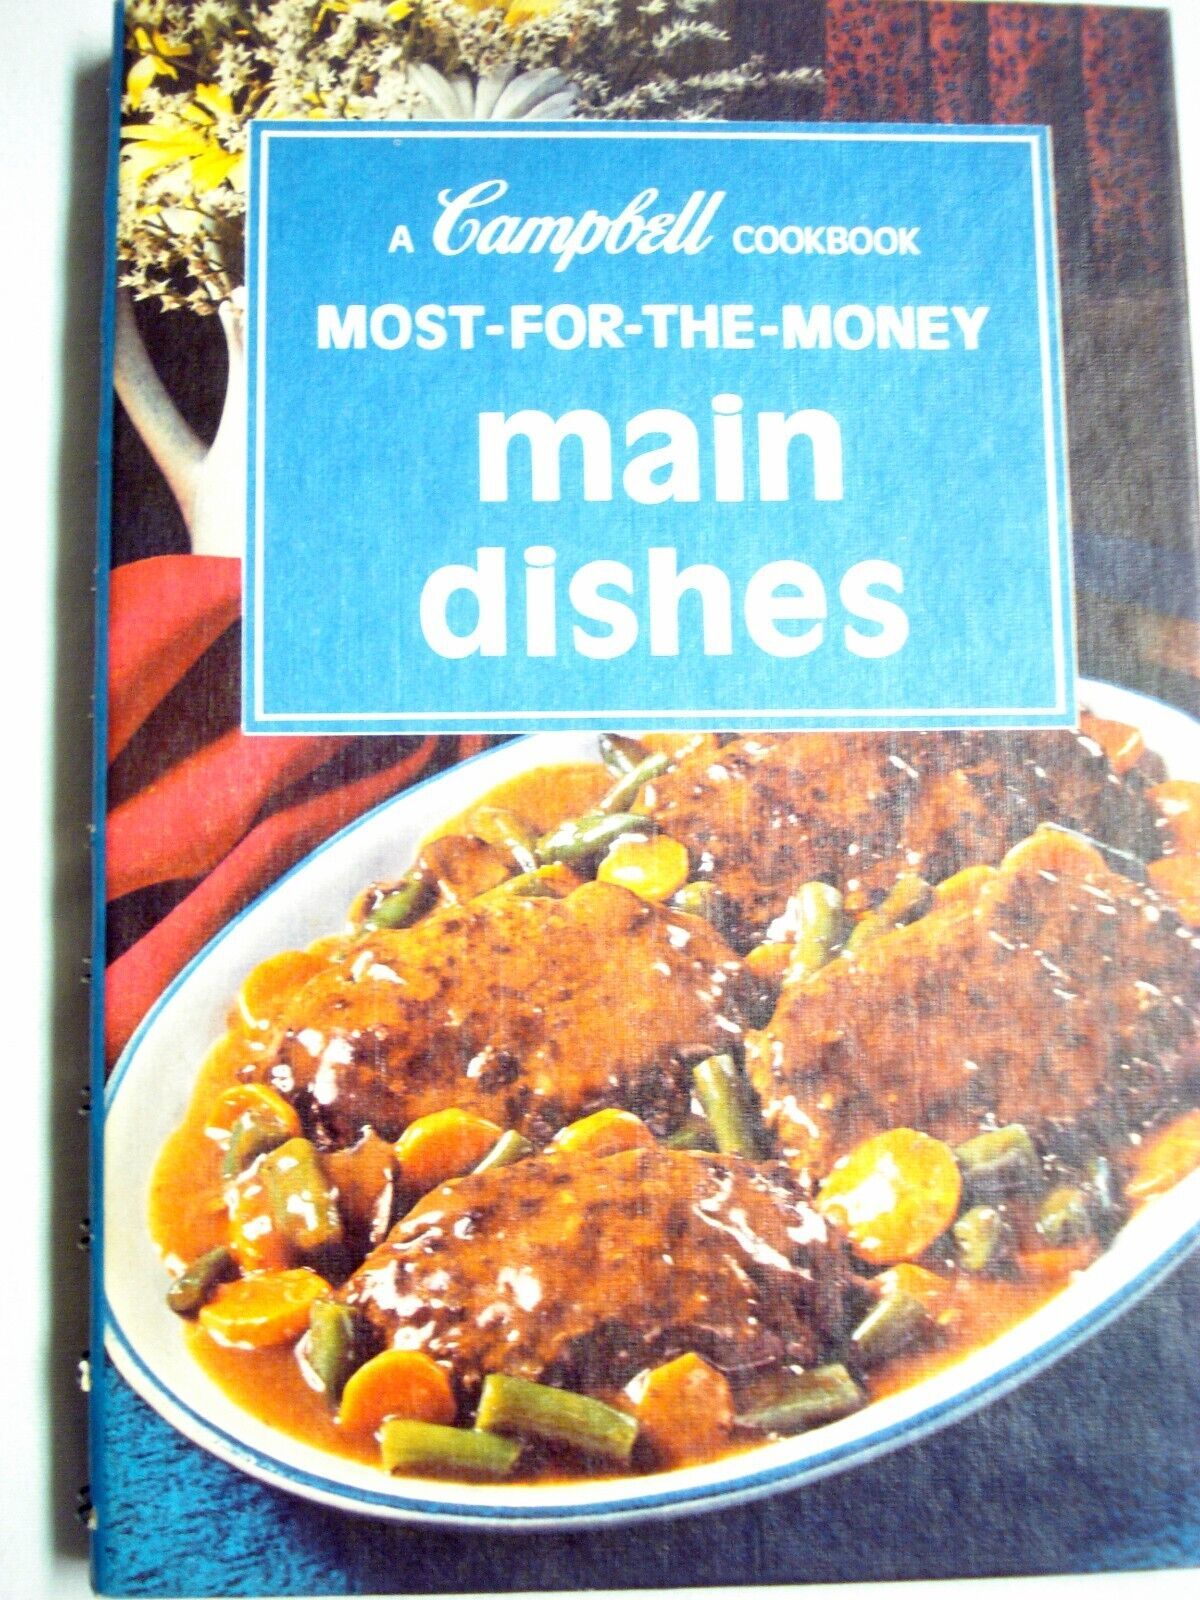 A Campbell COOKBOOK
MOST-FOR-THE-MONEY
main
dishes